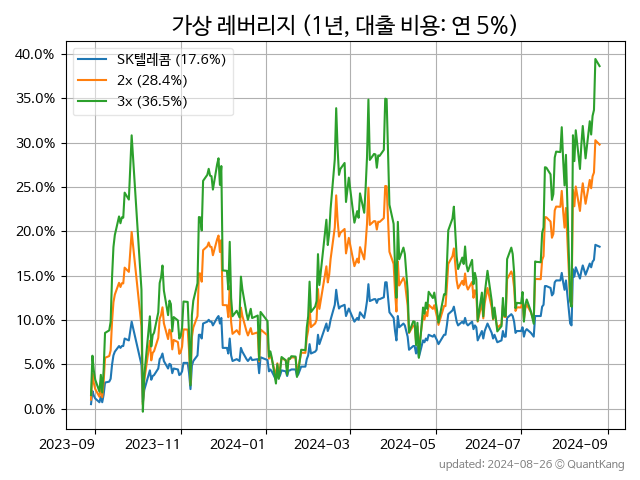 가상 레버리지 (1년, 대출 비용: 연 5%)
40.0%
35.0%
30.0%
25.0%
20.0%
15.0%
10.0%
5.0%
0.0%
SK텔레콤 (17.6%)
2x (28.4%)
3x (36.5%)
2023-09 2023-11 2024-01 2024-03 2024-05 2024-07 2024-09
updated: 2024-08-26 © QuantKang